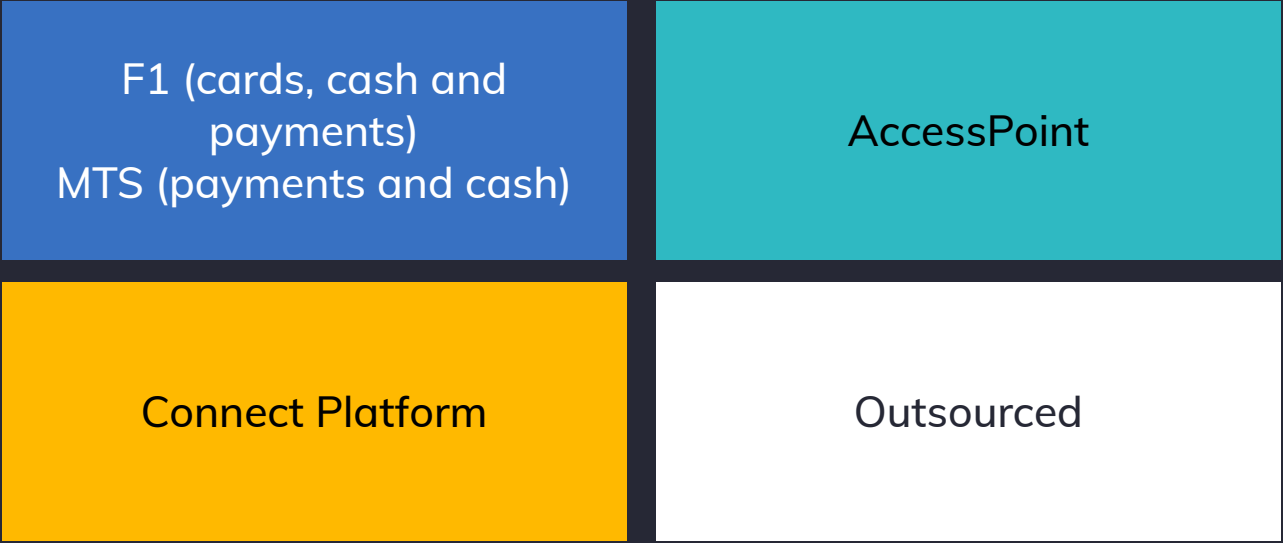 F1 (cards, cash and
payments)
MTS (payments and cash)
AccessPoint
Connect Platform
Outsourced